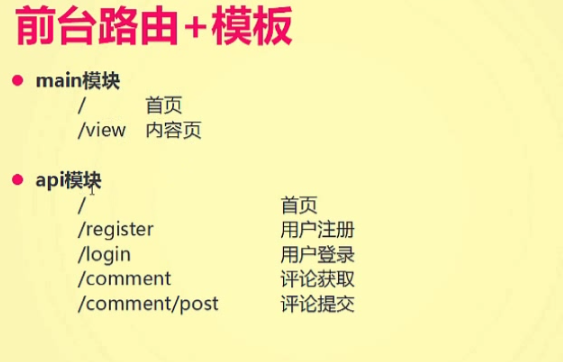 前台路由+模板
main模块
/ 首页
/view 内容页
api模块
/ 首页
/register 用户注册
/login 用户登录
/comment 评论获取
/comment/post 评论提交